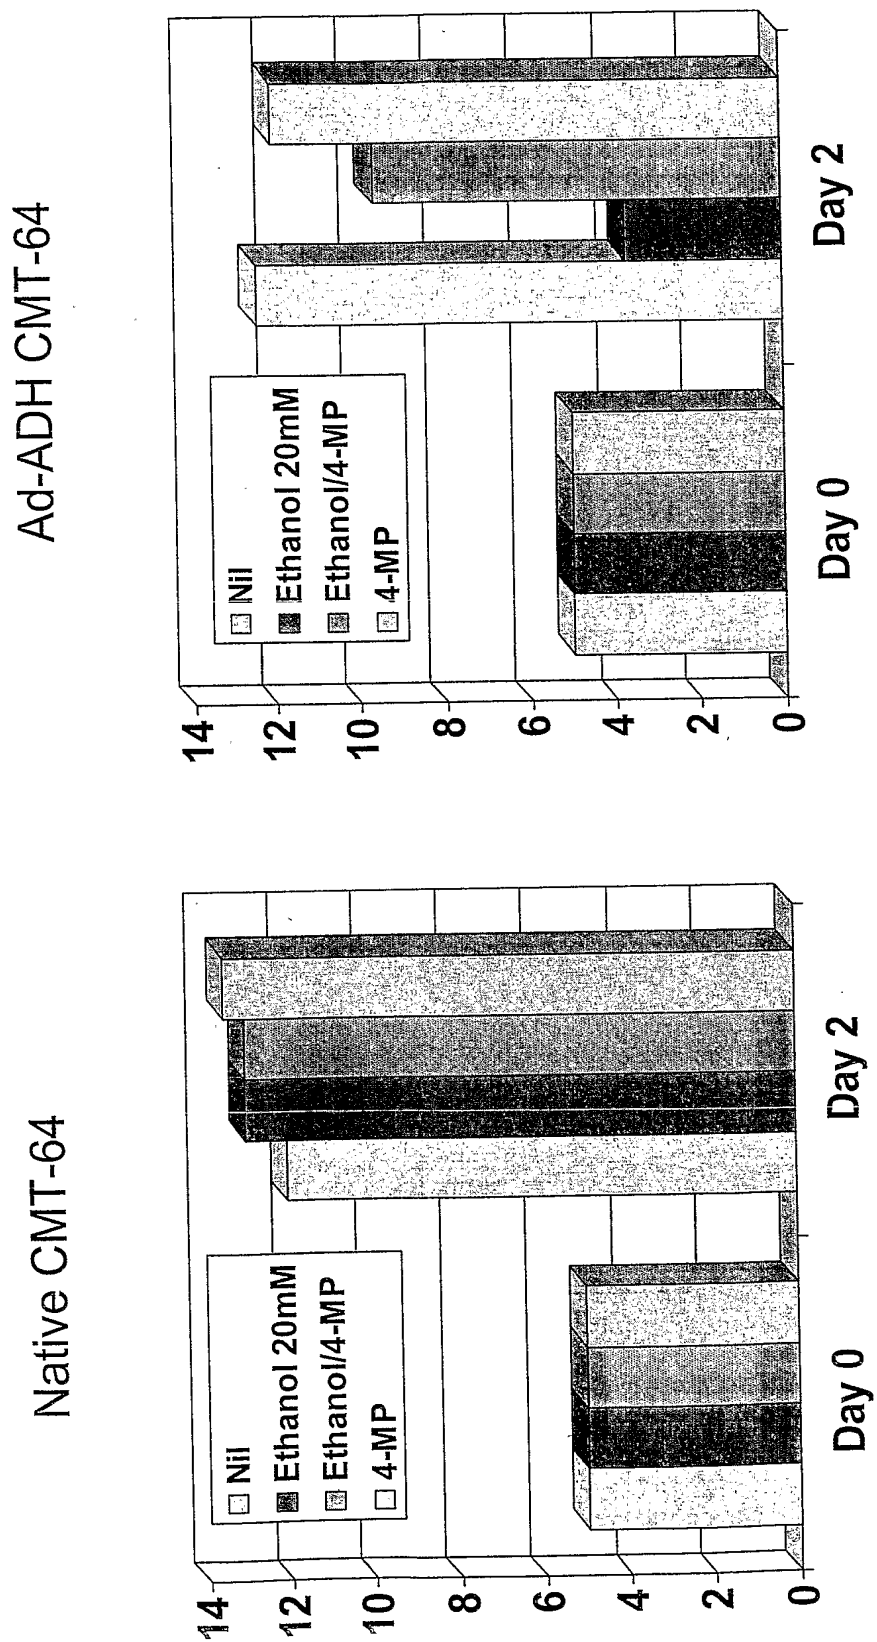 Native CMT-64
14
12
10
8
6
4
2
0
Nil
Ethanol 20mM
Ethanol/4-MP
4-MP
Day 0
Day 2
Ad-ADH CMT-64
14
12
10
8
6
4
2
0
Nil
Ethanol 20mM
Ethanol/4-MP
4-MP
Day 0
Day 2